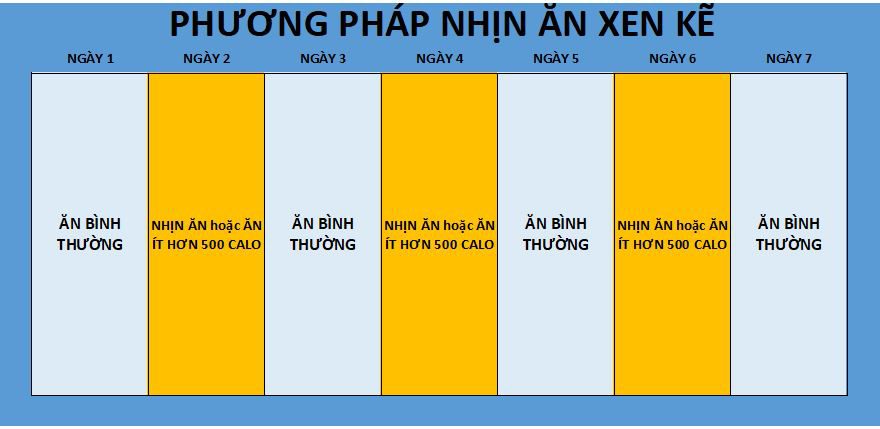 PHƯƠNG PHÁP NHỊN ĂN XEN KẼ
NGÀY 1 NGÀY 2 NGÀY 3 NGÀY 4 NGÀY 5 NGÀY 6 NGÀY 7
ĂN BÌNH
THƯỜNG
NHỊN ĂN hoặc ĂN
ÍT HƠN 500 CALO
ĂN BÌNH
THƯỜNG
NHỊN ĂN hoặc ĂN
ÍT HƠN 500 CALO
ĂN BÌNH
THƯỜNG
NHỊN ĂN hoặc ĂN
ÍT HƠN 500 CALO
ĂN BÌNH
THƯỜNG